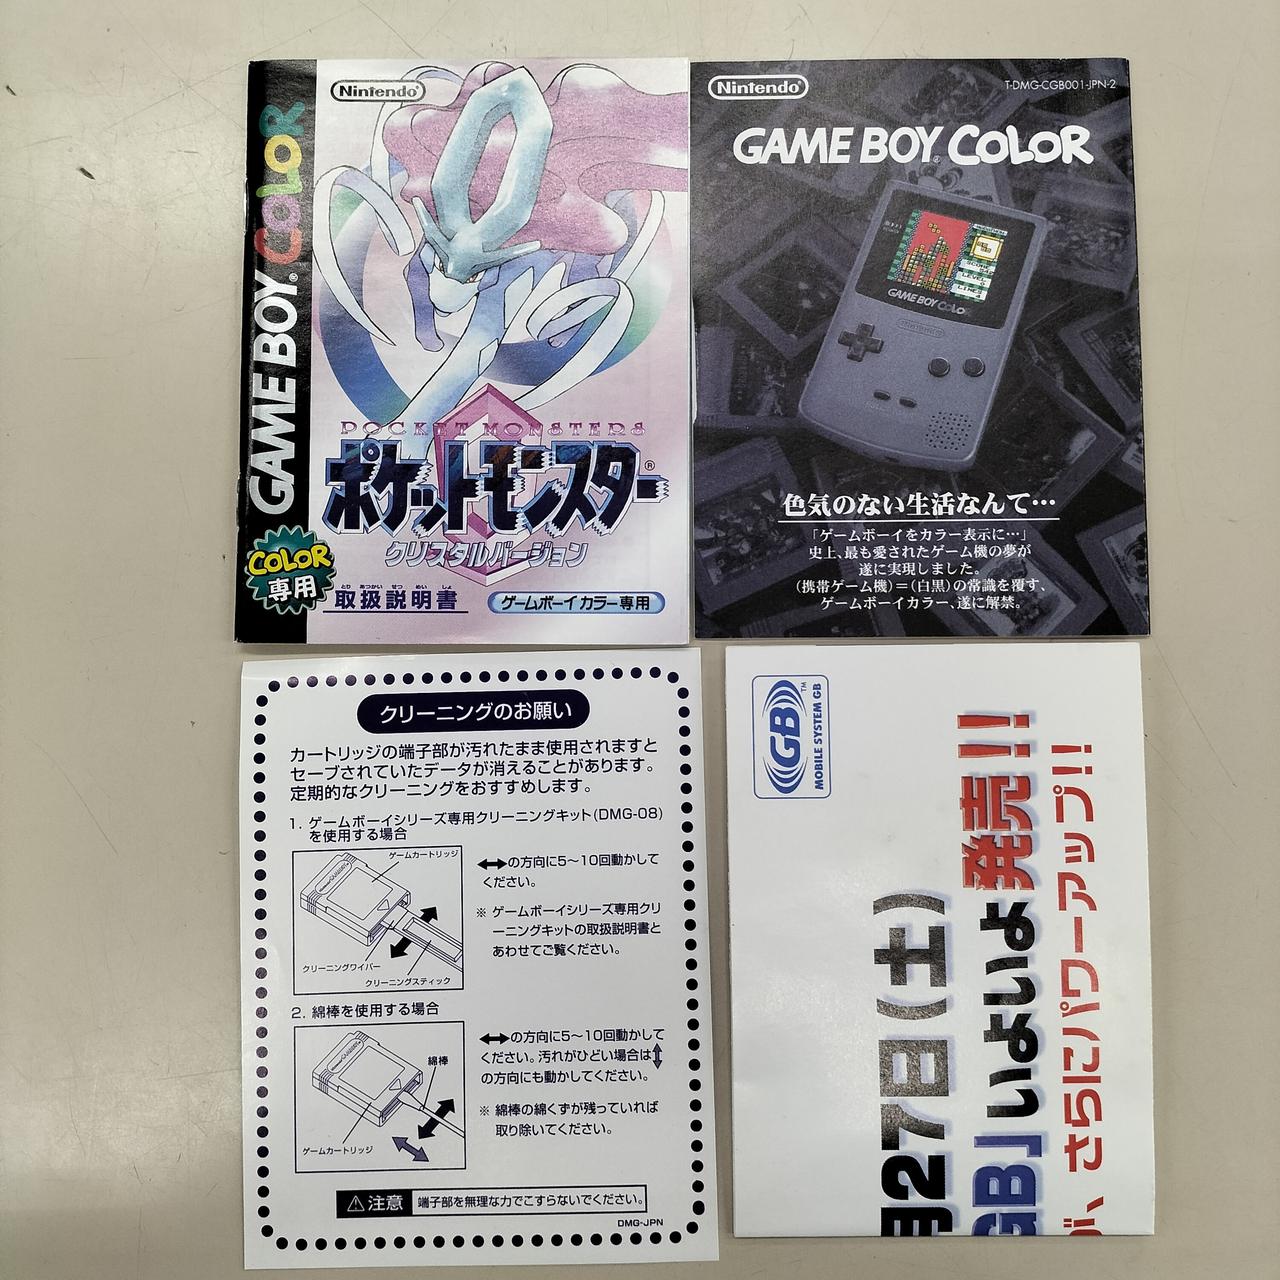 Nintendo
GAME BOY COLOR
POCKET MONSTERS
ポケットモンスター®
クリスタルバージョン
COLOR
専用
とり あつかい せつ めい しょ
取扱説明書
ゲームボーイカラー専用
Nintendo
T-DMG-CGB001-JPN-2
GAME BOY COLOR
GAME BOY COLOR
色気のない生活なんて…
「ゲームボーイをカラー表示に…」
史上、最も愛されたゲーム機の夢が
遂に実現しました。
(携帯ゲーム機)=(白黒)の常識を覆す、
ゲームボーイカラー、遂に解禁。
クリーニングのお願い
カートリッジの端子部が汚れたまま使用されますと
セーブされていたデータが消えることがあります。
定期的なクリーニングをおすすめします。
1. ゲームボーイシリーズ専用クリーニングキット(DMG-08)
を使用する場合
ゲームカートリッジ
クリーニングワイパー
クリーニングスティック
の方向に5〜10回動かして
ください。
※ ゲームボーイシリーズ専用クリ
ーニングキットの取扱説明書と
あわせてご覧ください。
2. 綿棒を使用する場合
綿棒
ゲームカートリッジ
の方向に5〜10回動かして
ください。汚れがひどい場合は
の方向にも動かしてください。
※ 綿棒の綿くずが残っていれば
取り除いてください。
注意 端子部を無理な力でこすらないでください。
DMG-JPN
GB™
MOBILE SYSTEM GB
月27日(土)
GB」いよいよ発売!!
が、さらにパワーアップ!!